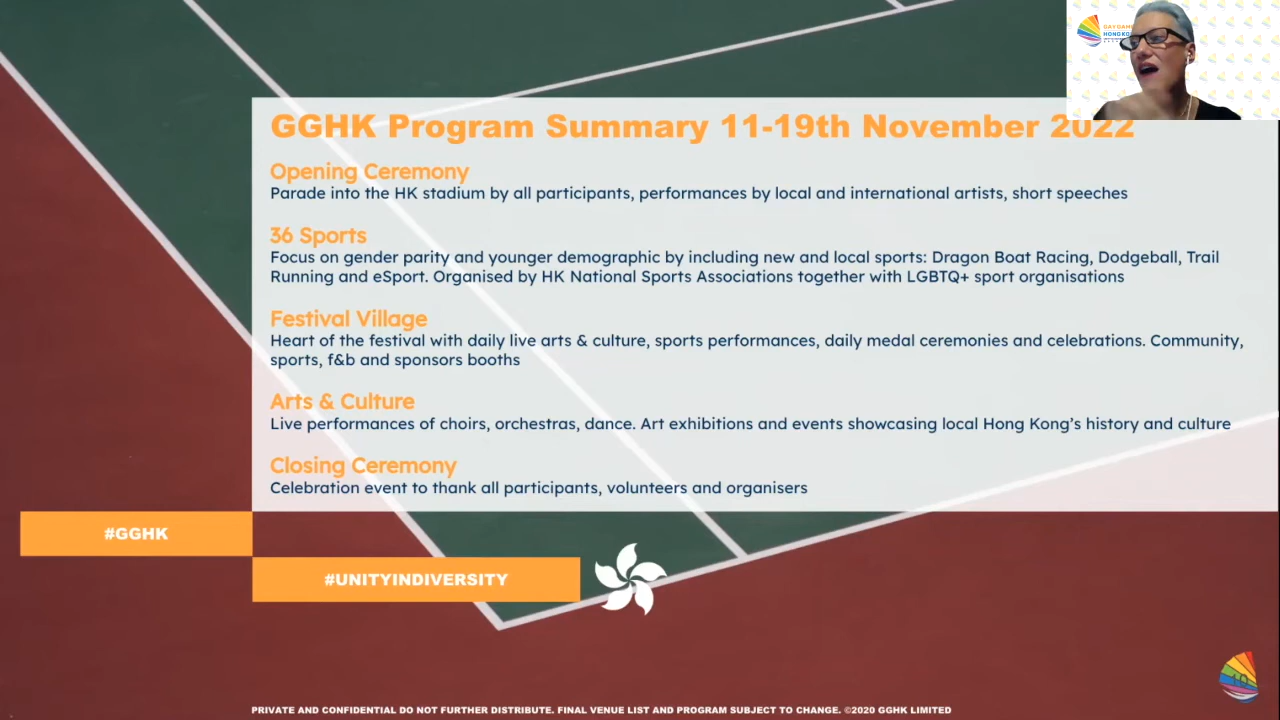 GGHK Program Summary 11-19th November 2022
Opening Ceremony
Parade into the HK stadium by all participants, performances by local and international artists, short speeches
36 Sports
Focus on gender parity and younger demographic by including new and local sports: Dragon Boat Racing, Dodgeball, Trail
Running and eSport. Organised by HK National Sports Associations together with LGBTQ+ sport organisations
Festival Village
Heart of the festival with daily live arts & culture, sports performances, daily medal ceremonies and celebrations. Community,
sports, f&b and sponsors booths
Arts & Culture
Live performances of choirs, orchestras, dance. Art exhibitions and events showcasing local Hong Kong’s history and culture
Closing Ceremony
Celebration event to thank all participants, volunteers and organisers
#GGHK
#UNITYINDIVERSITY
PRIVATE AND CONFIDENTIAL DO NOT FURTHER DISTRIBUTE. FINAL VENUE LIST AND PROGRAM SUBJECT TO CHANGE. ©2020 GGHK LIMITED